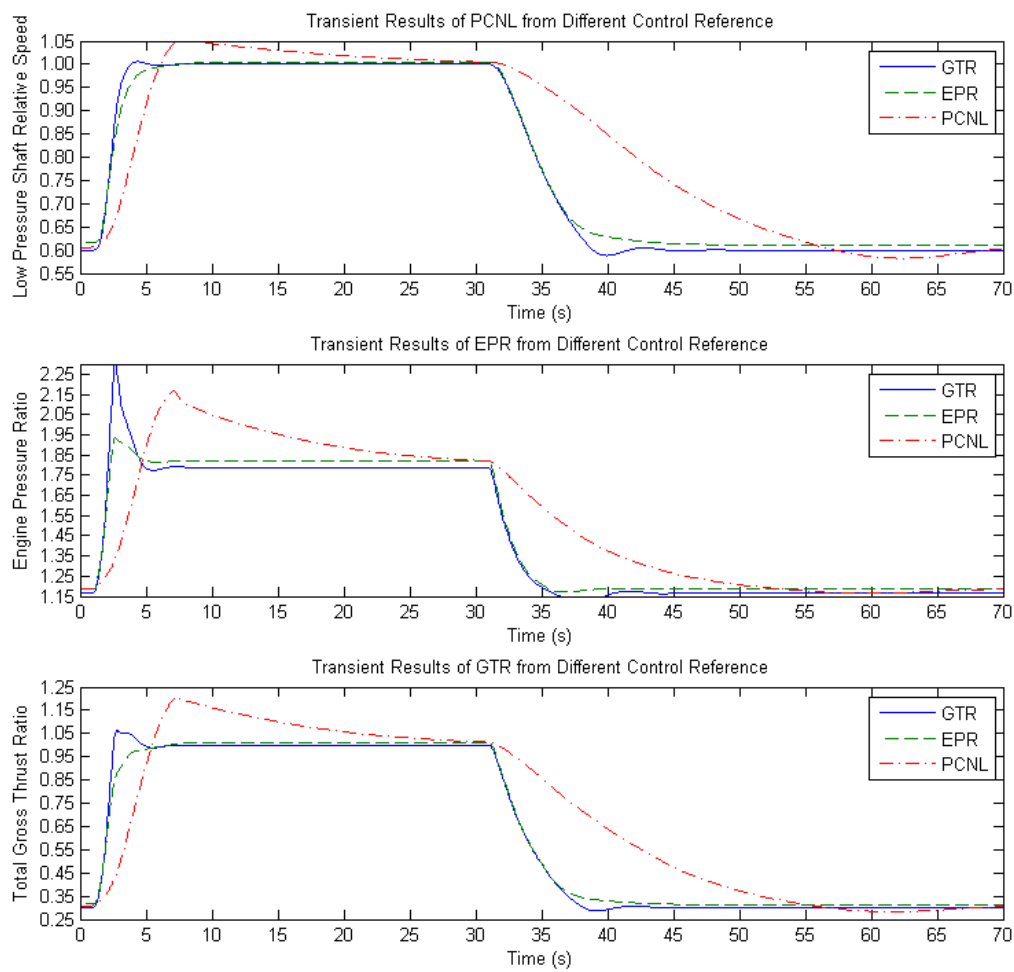 Transient Results of PCNL from Different Control Reference
Low Pressure Shaft Relative Speed
1.05
1.00
0.95
0.90
0.85
0.80
0.75
0.70
0.65
0.60
0.55
GTR
EPR
PCNL
0 5 10 15 20 25 30 35 40 45 50 55 60 65 70
Time (s)
Transient Results of EPR from Different Control Reference
Engine Pressure Ratio
2.25
2.15
2.05
1.95
1.85
1.75
1.65
1.55
1.45
1.35
1.25
1.15
GTR
EPR
PCNL
0 5 10 15 20 25 30 35 40 45 50 55 60 65 70
Time (s)
Transient Results of GTR from Different Control Reference
Total Gross Thrust Ratio
1.25
1.15
1.05
0.95
0.85
0.75
0.65
0.55
0.45
0.35
0.25
GTR
EPR
PCNL
0 5 10 15 20 25 30 35 40 45 50 55 60 65 70
Time (s)